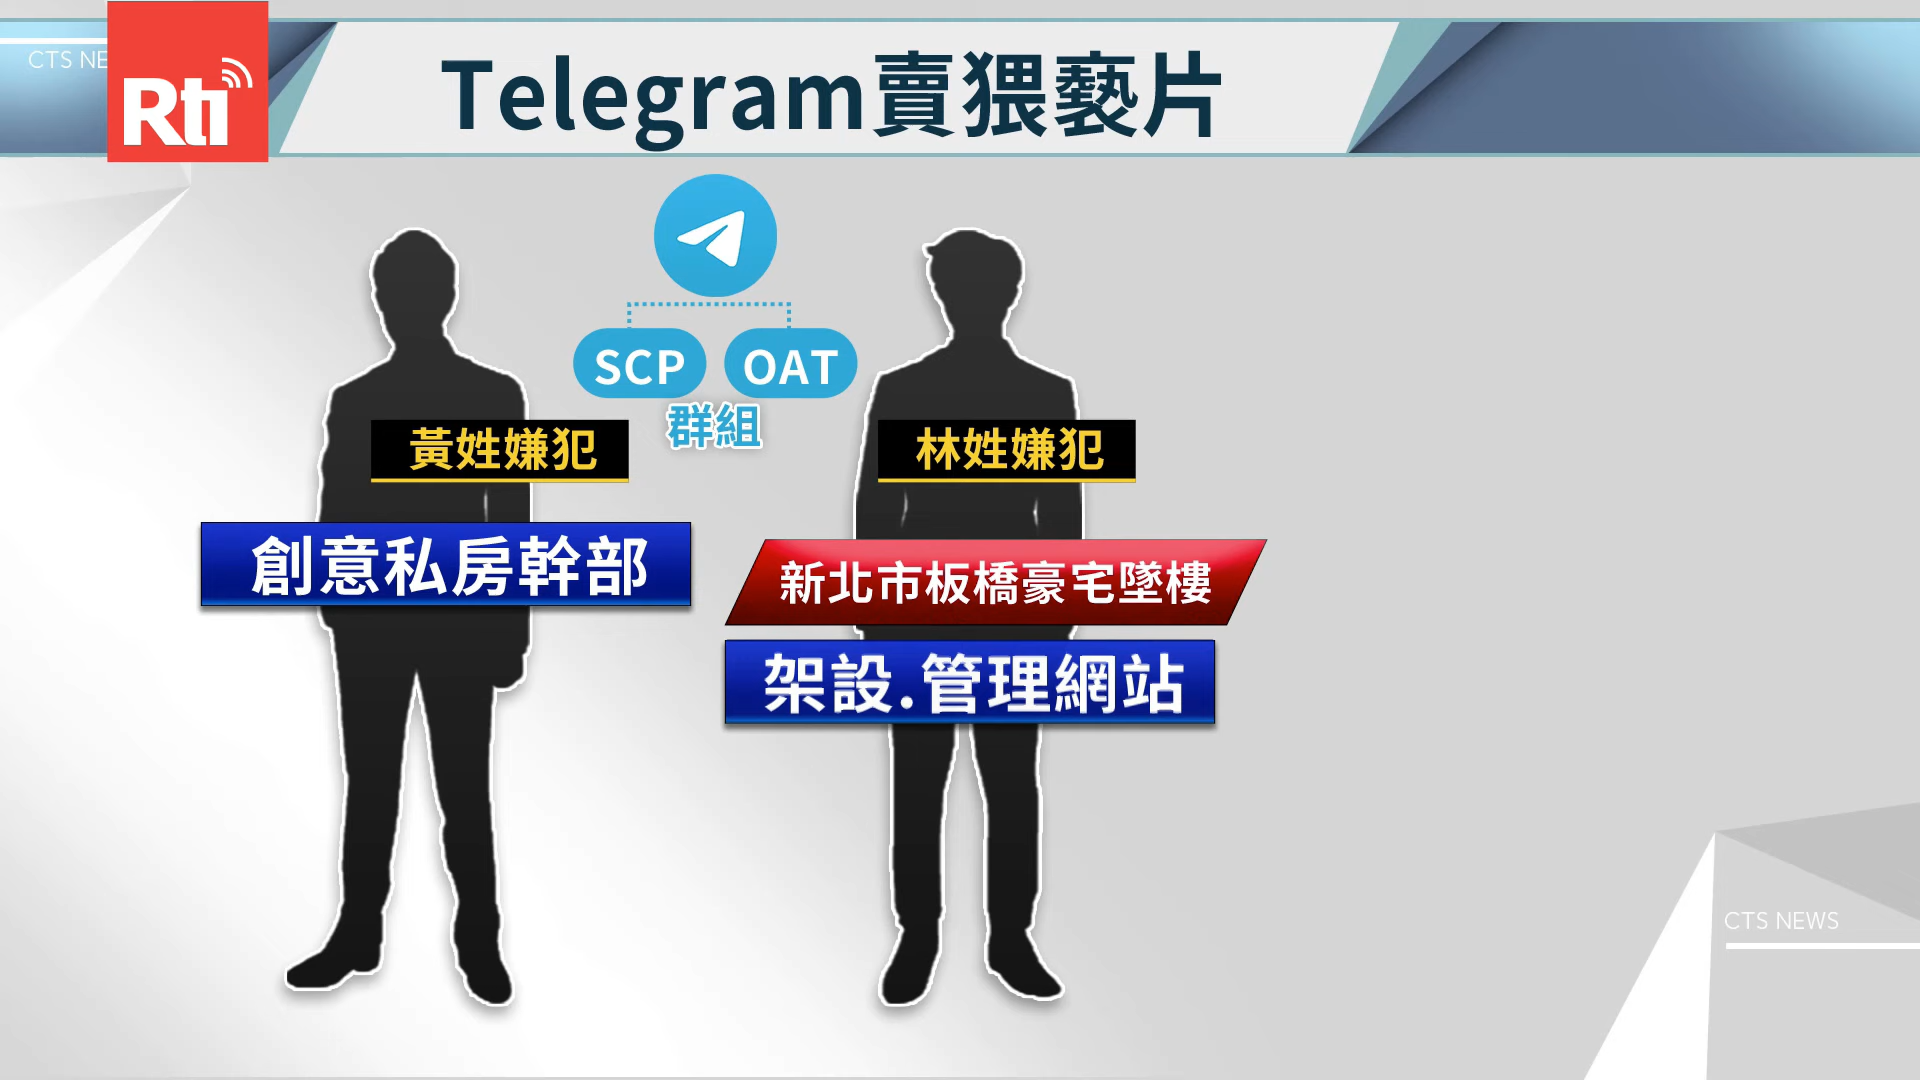 CTS NE
Rti
Telegram賣猥褻片
SCP
OAT
群組
黃姓嫌犯
林姓嫌犯
創意私房幹部
新北市板橋豪宅墜樓
架設.管理網站
CTS NEWS